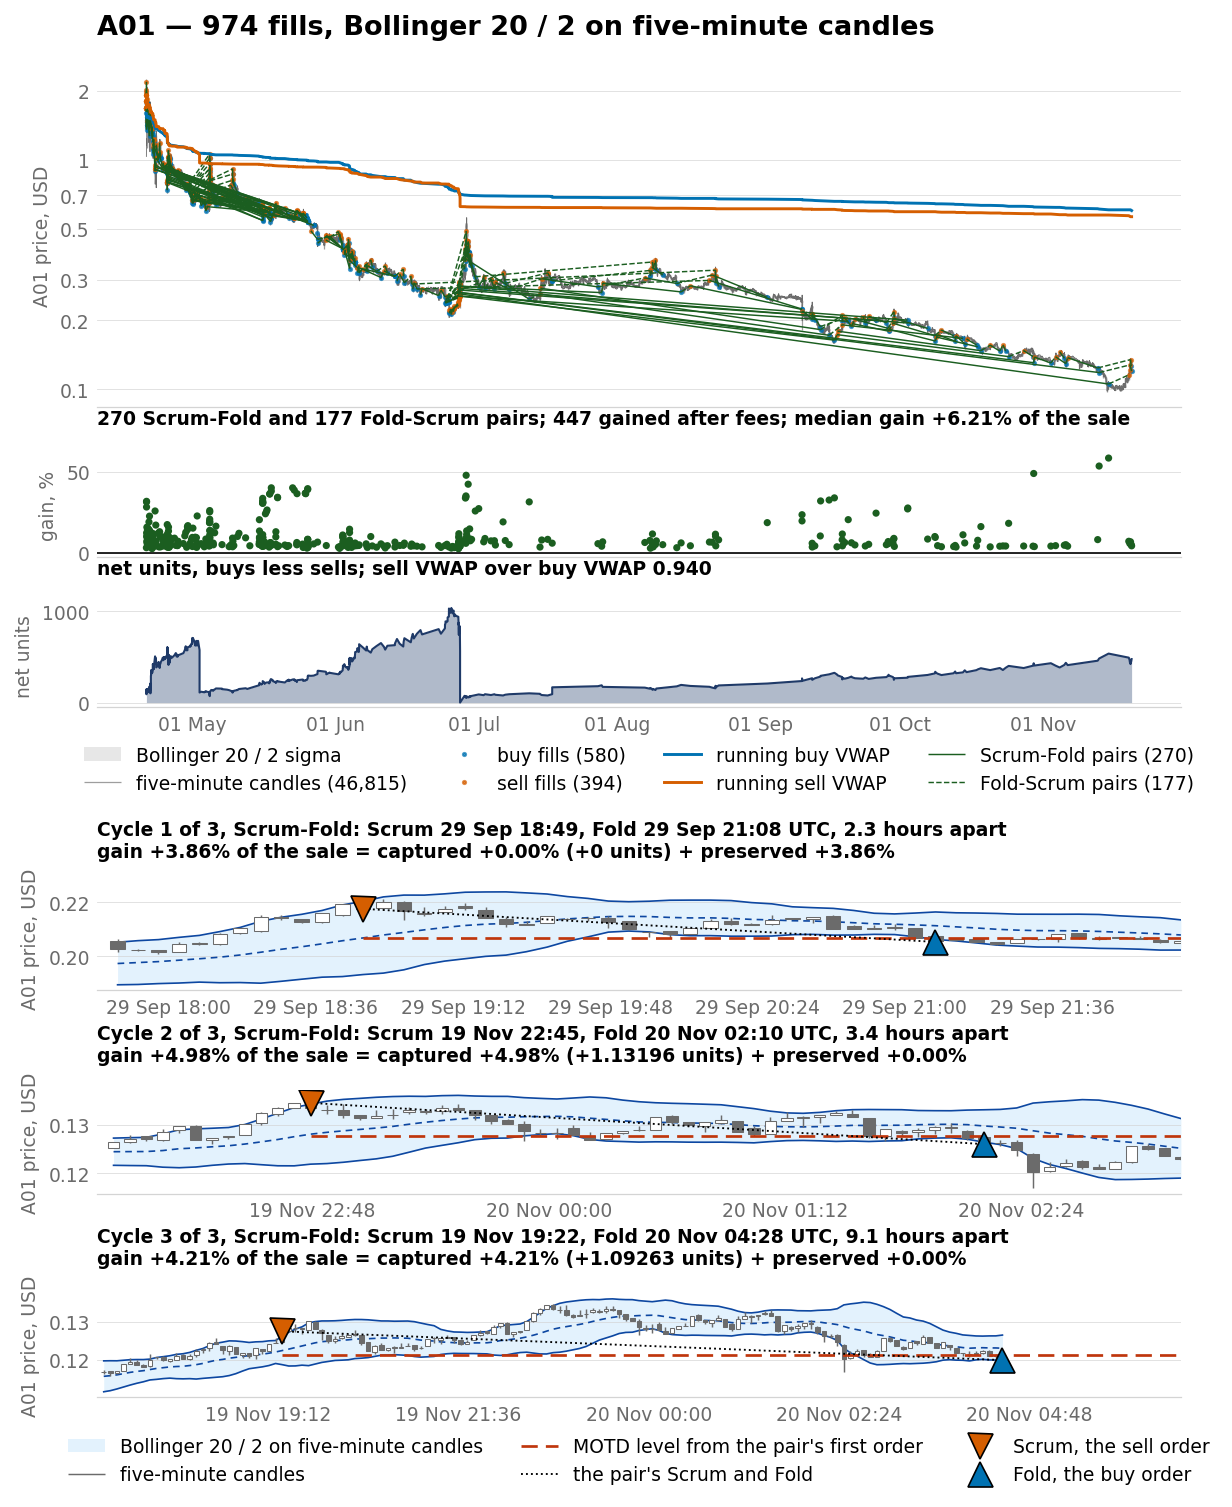 A01 — 974 fills, Bollinger 20 / 2 on five-minute candles
A01 price, USD
2
1
0.7
0.5
0.3
0.2
0.1
270 Scrum-Fold and 177 Fold-Scrum pairs; 447 gained after fees; median gain +6.21% of the sale
gain, %
50
0
net units, buys less sells; sell VWAP over buy VWAP 0.940
net units
1000
0
01 May 01 Jun 01 Jul 01 Aug 01 Sep 01 Oct 01 Nov
Bollinger 20 / 2 sigma buy fills (580) running buy VWAP Scrum-Fold pairs (270)
five-minute candles (46,815) sell fills (394) running sell VWAP Fold-Scrum pairs (177)
Cycle 1 of 3, Scrum-Fold: Scrum 29 Sep 18:49, Fold 29 Sep 21:08 UTC, 2.3 hours apart
gain +3.86% of the sale = captured +0.00% (+0 units) + preserved +3.86%
A01 price, USD
0.22
0.20
29 Sep 18:00 29 Sep 18:36 29 Sep 19:12 29 Sep 19:48 29 Sep 20:24 29 Sep 21:00 29 Sep 21:36
Cycle 2 of 3, Scrum-Fold: Scrum 19 Nov 22:45, Fold 20 Nov 02:10 UTC, 3.4 hours apart
gain +4.98% of the sale = captured +4.98% (+1.13196 units) + preserved +0.00%
A01 price, USD
0.13
0.12
19 Nov 22:48 20 Nov 00:00 20 Nov 01:12 20 Nov 02:24
Cycle 3 of 3, Scrum-Fold: Scrum 19 Nov 19:22, Fold 20 Nov 04:28 UTC, 9.1 hours apart
gain +4.21% of the sale = captured +4.21% (+1.09263 units) + preserved +0.00%
A01 price, USD
0.13
0.12
19 Nov 19:12 19 Nov 21:36 20 Nov 00:00 20 Nov 02:24 20 Nov 04:48
Bollinger 20 / 2 on five-minute candles MOTD level from the pair's first order Scrum, the sell order
five-minute candles the pair's Scrum and Fold Fold, the buy order